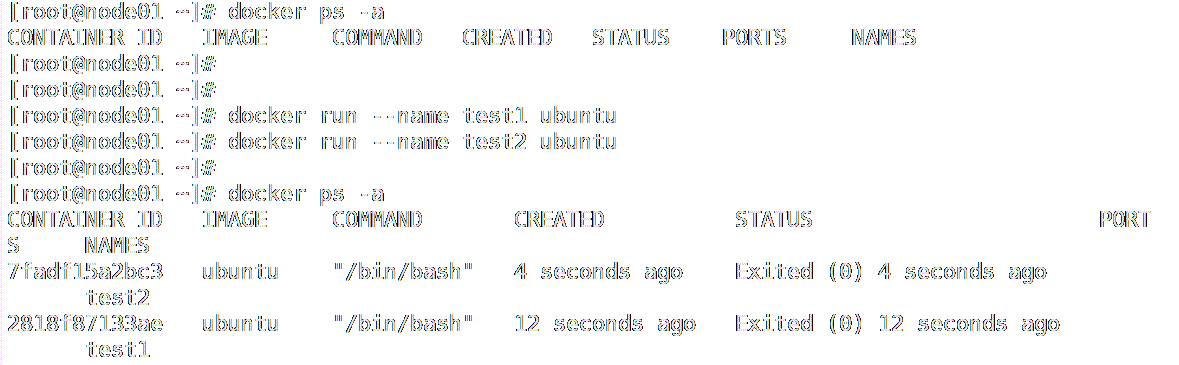 [root@node01 ~]# docker ps -a
CONTAINER ID   IMAGE     COMMAND   CREATED   STATUS    PORTS     NAMES
[root@node01 ~]#
[root@node01 ~]#
[root@node01 ~]# docker run --name test1 ubuntu
[root@node01 ~]# docker run --name test2 ubuntu
[root@node01 ~]#
[root@node01 ~]# docker ps -a
CONTAINER ID   IMAGE     COMMAND       CREATED          STATUS                      PORT
S     NAMES
7fadf15a2bc3   ubuntu    "/bin/bash"   4 seconds ago    Exited (0) 4 seconds ago
      test2
2818f87133ae   ubuntu    "/bin/bash"   12 seconds ago   Exited (0) 12 seconds ago
      test1